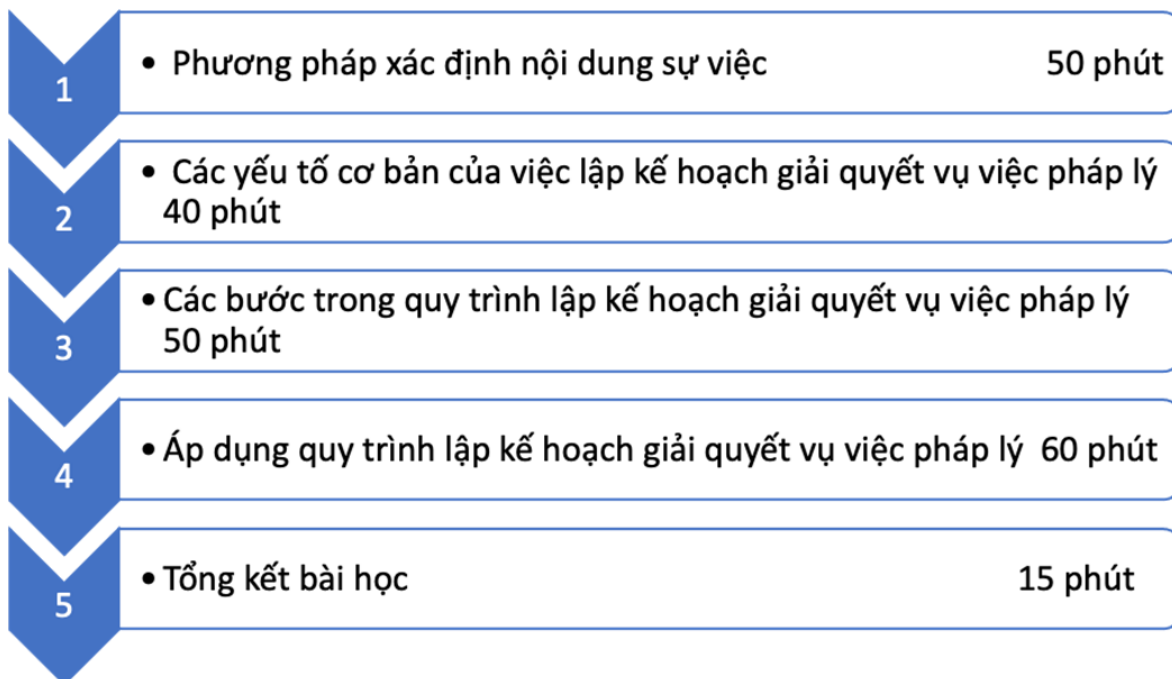 1
• Phương pháp xác định nội dung sự việc 50 phút
2
• Các yếu tố cơ bản của việc lập kế hoạch giải quyết vụ việc pháp lý
40 phút
3
• Các bước trong quy trình lập kế hoạch giải quyết vụ việc pháp lý
50 phút
4
• Áp dụng quy trình lập kế hoạch giải quyết vụ việc pháp lý 60 phút
5
• Tổng kết bài học 15 phút